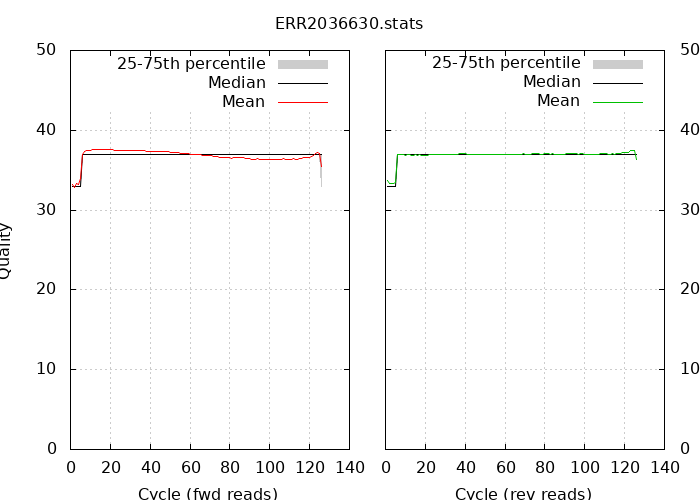 ERR2036630.stats
25-75th percentile
Median
Mean
25-75th percentile
Median
Mean
50
40
30
20
10
0
Quality
0 20 40 60 80 100 120 140
Cycle (fwd reads)
50
40
30
20
10
0
0 20 40 60 80 100 120 140
Cycle (rev reads)